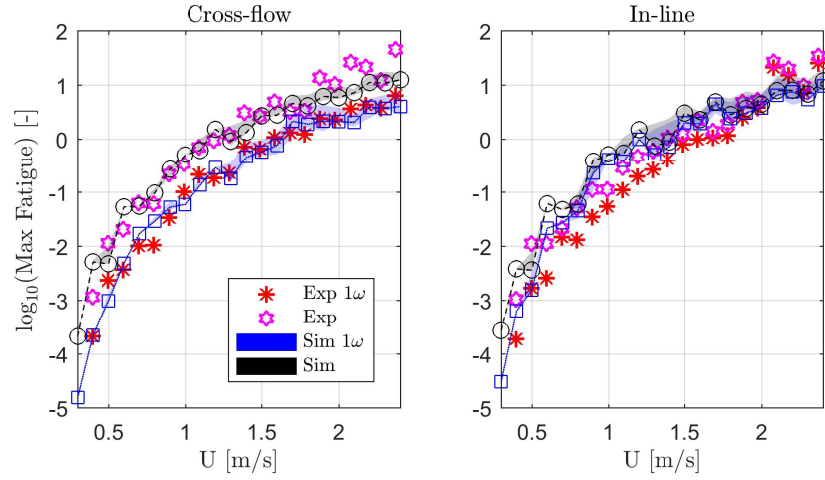 Cross-flow
In-line
log₁₀(Max Fatigue) [-]
2
1
0
-1
-2
-3
-4
-5
0.5
1
1.5
2
U [m/s]
Exp 1ω
Exp
Sim 1ω
Sim
2
1
0
-1
-2
-3
-4
-5
0.5
1
1.5
2
U [m/s]